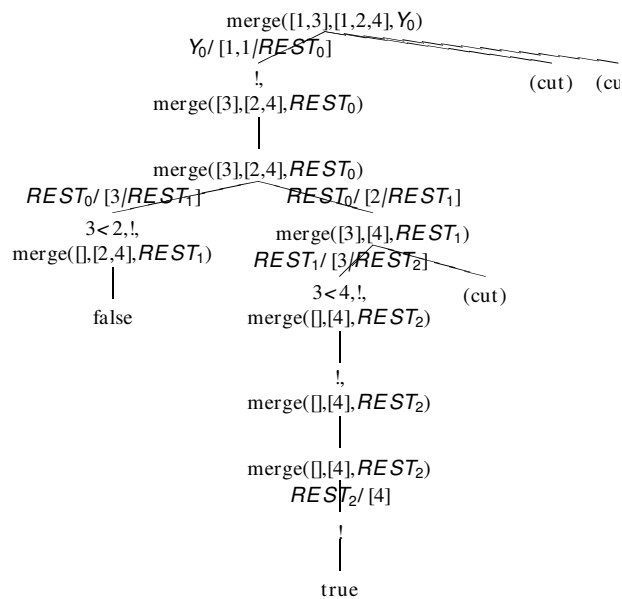 merge([1,3],[1,2,4],Y₀)
Y₀/ [1,1/REST₀]
!,
merge([3],[2,4],REST₀)
(cut) (cu
merge([3],[2,4],REST₀)
REST₀/ [3/REST₁] REST₀/ [2/REST₁]
3<2,!,
merge([],[2,4],REST₁)
merge([3],[4],REST₁)
REST₁/ [3/REST₂]
3<4,!,
merge([],[4],REST₂)
(cut)
false
!,
merge([],[4],REST₂)
merge([],[4],REST₂)
REST₂/ [4]
!
true